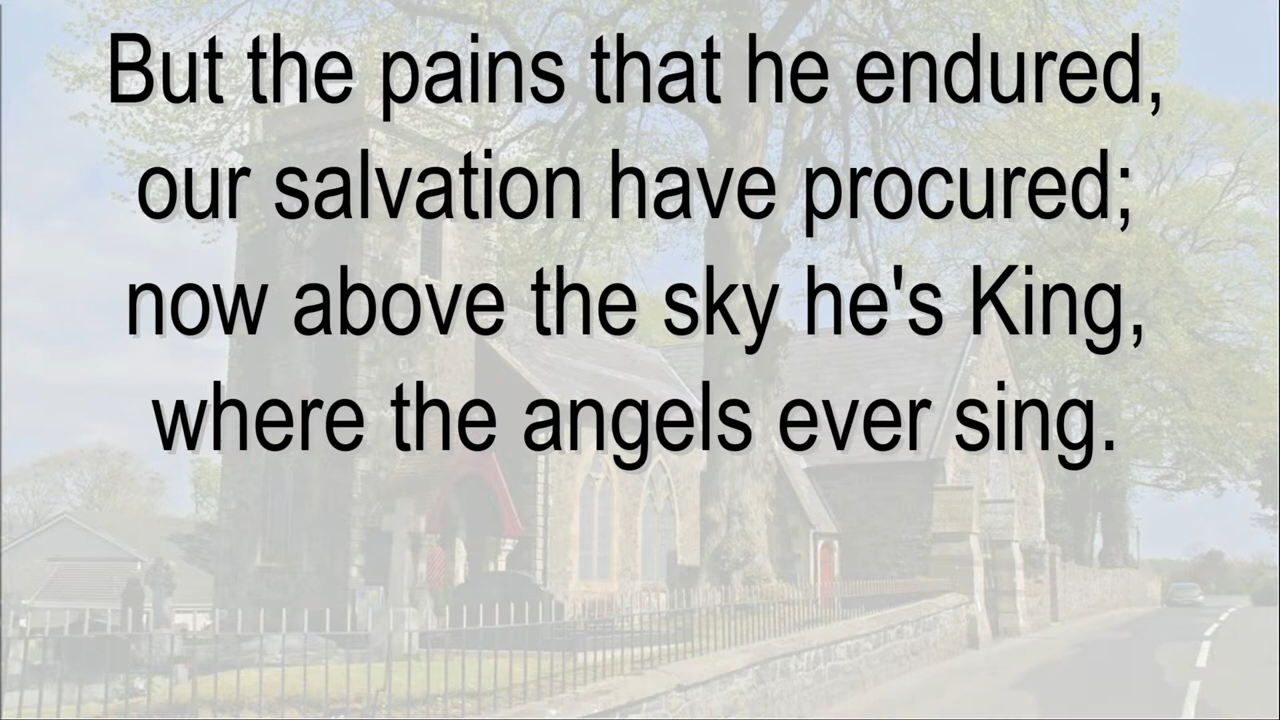 But the pains that he endured,
our salvation have procured;
now above the sky he's King,
where the angels ever sing.